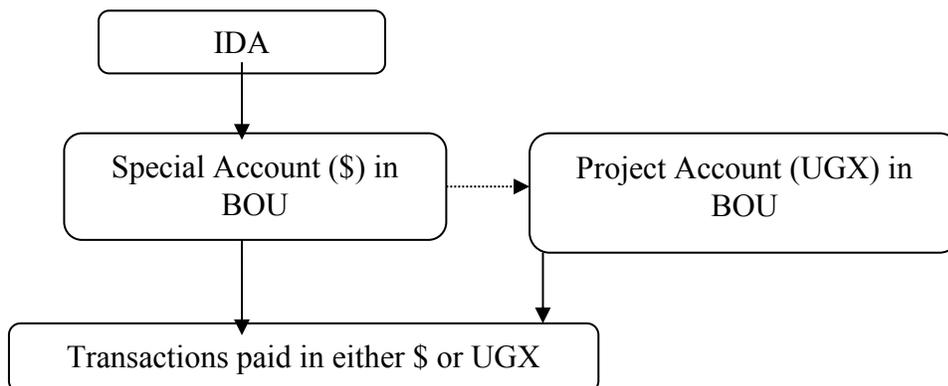 IDA
Special Account ($) in
BOU
Project Account (UGX) in
BOU
Transactions paid in either $ or UGX